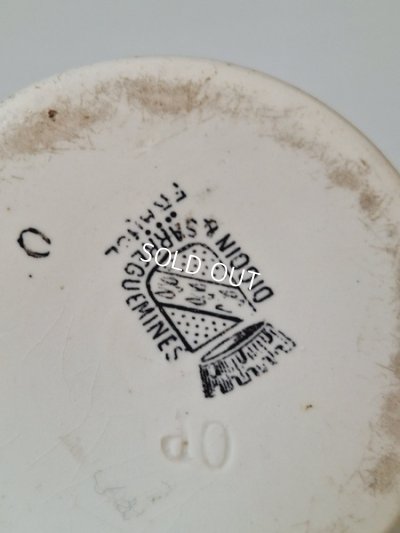 DIGOIN &
SARREGUEMINES
FRANCE
SOLD OUT
O